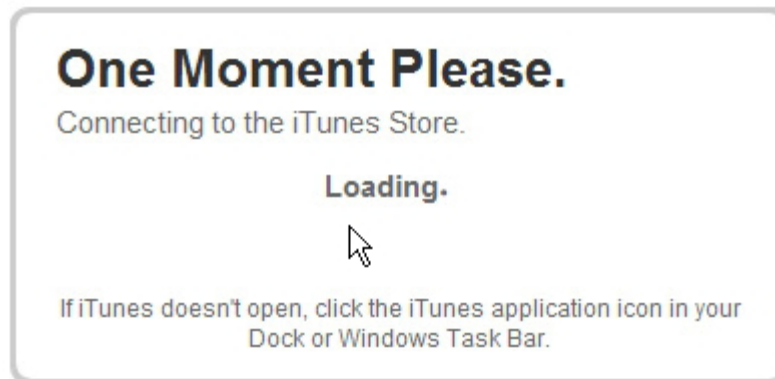 One Moment Please.
Connecting to the iTunes Store.
Loading.
If iTunes doesn't open, click the iTunes application icon in your
Dock or Windows Task Bar.